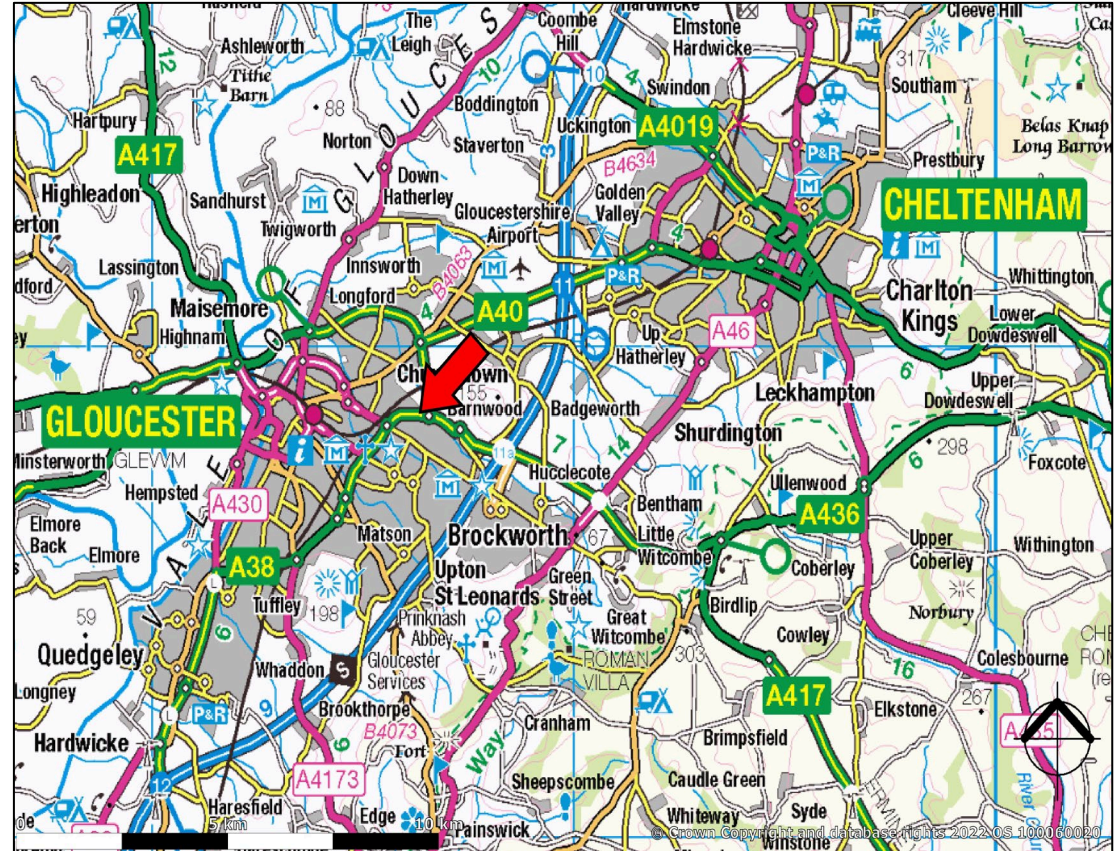 Hardwicke
Cleeve Hill
The
Leigh
Coombe
Hill
Elmstone
Hardwicke
12
Ashleworth
10
10
4
317
Southam
Tithe
Barn
88
Boddington
Swindon
Hartpury
Norton
Staverton
Uckington
A4019
Belas Knap
Long Barrow
A417
3
B4634
P&R
Prestbury
Highleadon
Sandhurst
Down
Hatherley
Golden
Valley
CHELTENHAM
Twigworth
Gloucestershire
Airport
4
i
Lassington
Innsworth
B4063
P&R
Whittington
Maisemore
Longford
4
A40
11
Charlton
Kings
Lower
Dowdeswell
Highnam
A46
Up
Hatherley
6
VALE OF GLOUCES
155
Leckhampton
Upper
Dowdeswell
GLOUCESTER
Barnwood
Badgeworth
Shurdington
298
Minsterworth
GLEVVM
i
11a
7
14
6
Foxcote
Hempsted
Hucclecote
Ullenwood
A430
Bentham
A436
Elmore
Back
Matson
Brockworth
67
Little
Witcombe
Upper
Coberley
Withington
Elmore
A38
Upton
St Leonards
Green
Street
Coberley
59
Tuffley
198
Great
Witcombe
Birdlip
Norbury
Prinknash
Abbey
Cowley
Quedgeley
9
Whaddon
S
Gloucester
Services
ROMAN
VILLA
303
16
Colesbourne
Longney
P&R
9
Brookthorpe
A417
267
Elkstone
B4073
Fort
Cranham
Hardwicke
Way
Brimpsfield
12
A4173
9
Sheepscombe
Caudle Green
Haresfield
Edge
Whiteway
Syde
5 km
10 km
Painswick
Winstone
© Crown Copyright and database rights 2022 OS 100060020